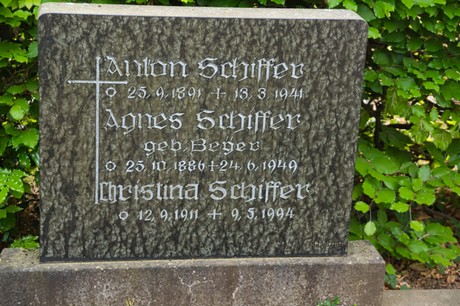 Anton Schiffer
o 25.9.1891 + 18.3.1941
Agnes Schiffer
geb. Beyer
o 25.10.1886 + 24.6.1949
Christina Schiffer
o 12.9.1911 + 9.5.1994